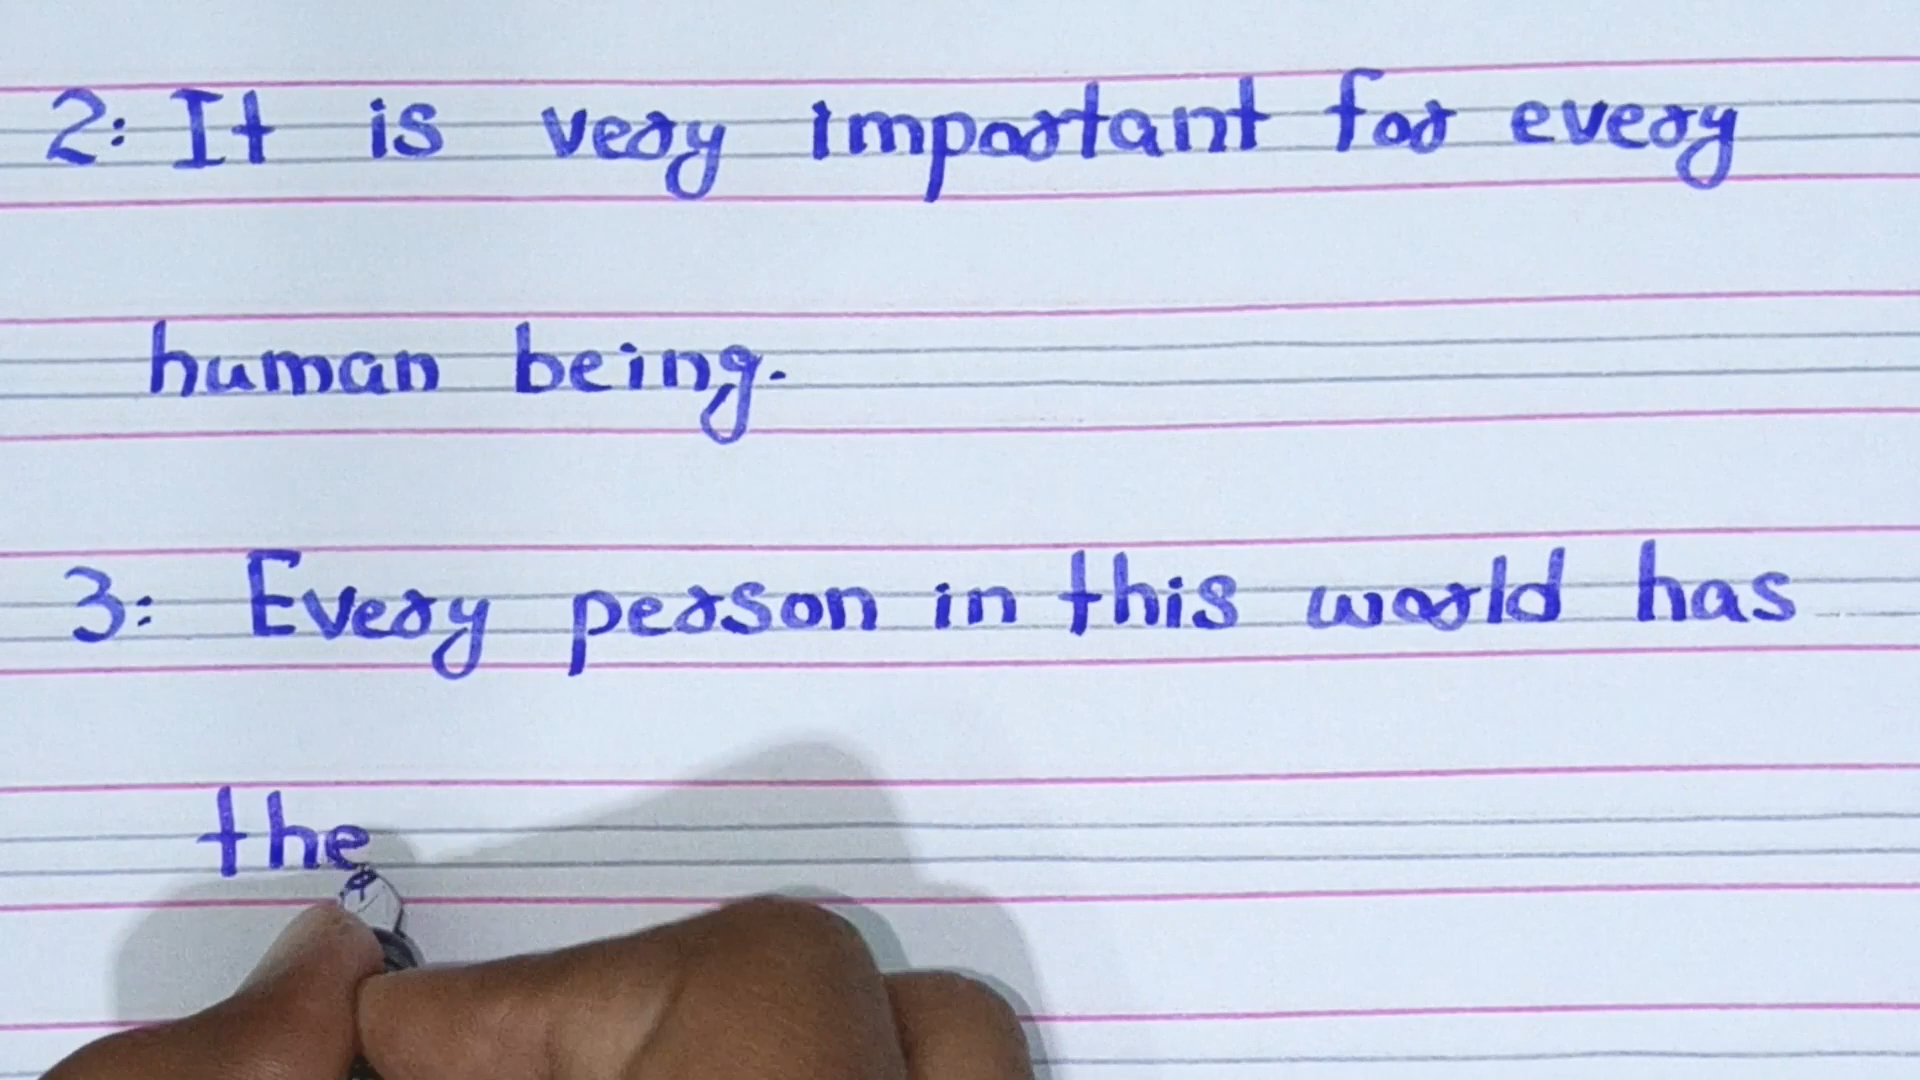 2: It is very important for every
human being.
3: Every person in this world has
the